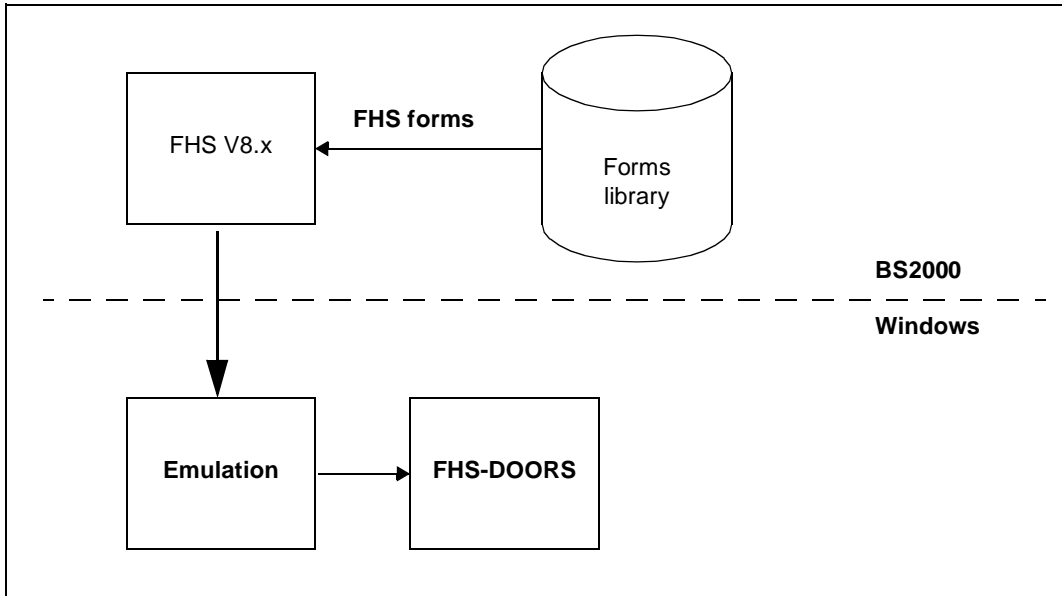 FHS V8.x
FHS forms
Forms
library
BS2000
Windows
Emulation
FHS-DOORS